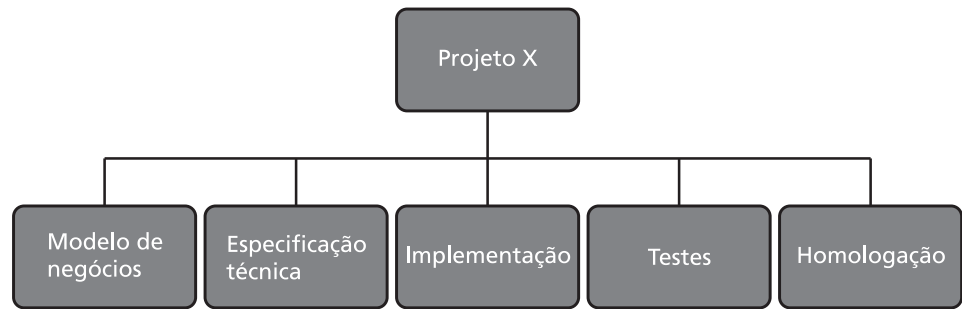 Projeto X
Modelo de
negócios
Especificação
técnica
Implementação
Testes
Homologação